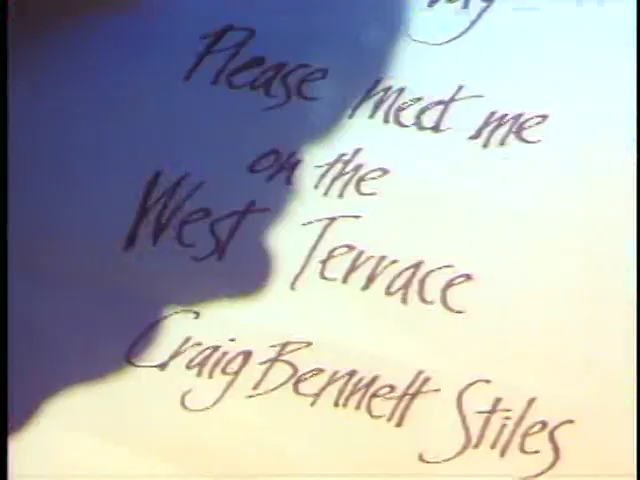 Please meet me
on the
West Terrace
Craig Bennett Stiles